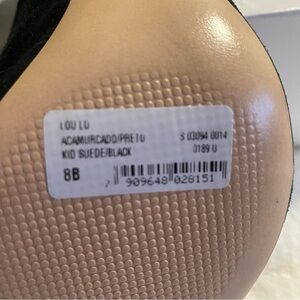 LOU LO
ACAMURCADO/PRETO S 03094 0014
KID SUEDE/BLACK 0189 U
8B
7 909648 028151